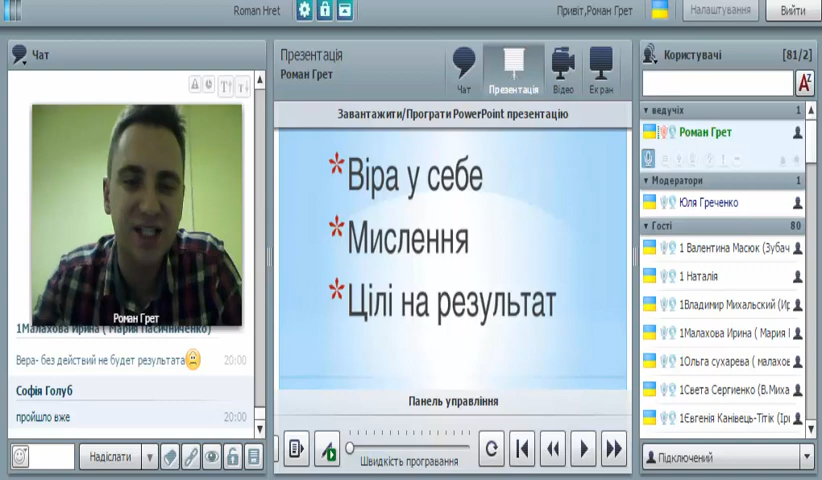 Roman Hret
Привіт,Роман Грет
Налаштування
Вийти
Чат
Роман Грет
1Малахова Ирина ( Мария Пасичниченко)
Вера- без действий не будет результата
20:00
Софія Голуб
пройшло вже
20:00
Надіслати
Презентація
Роман Грет
Чат
Презентація
Відео
Екран
Завантажити/Програти PowerPoint презентацію
*Віра у себе
*Мислення
*Цілі на результат
Панель управління
Швидкість програвання
Користувачі
[81/2]
ведучіх
1
Роман Грет
Модератори
1
Юля Греченко
Гості
80
1 Валентина Масюк (Зубач
1 Наталія
1Владимир Михальский (Ир
1Малахова Ирина ( Мария
1Ольга сухарева ( малахов
1Света Сергиенко (В.Миха
1Євгенія Канівець-Тігік (Ір
Підключений